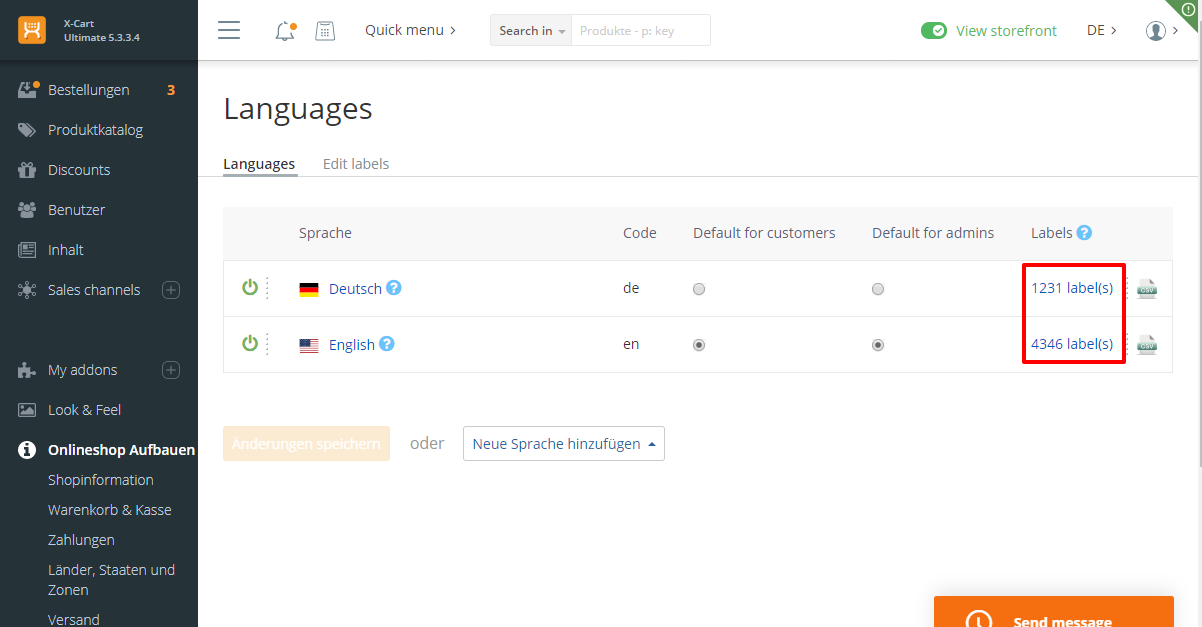 X-Cart
Ultimate 5.3.3.4
Quick menu
Search in
Produkte - p: key
View storefront
DE
Bestellungen 3
Produktkatalog
Discounts
Benutzer
Inhalt
Sales channels
My addons
Look & Feel
Onlineshop Aufbauen
Shopinformation
Warenkorb & Kasse
Zahlungen
Länder, Staaten und
Zonen
Versand
Languages
Languages Edit labels
Sprache Code Default for customers Default for admins Labels ?
Deutsch ? de 1231 label(s) CSV
English ? en 4346 label(s) CSV
Änderungen speichern oder Neue Sprache hinzufügen
Send message